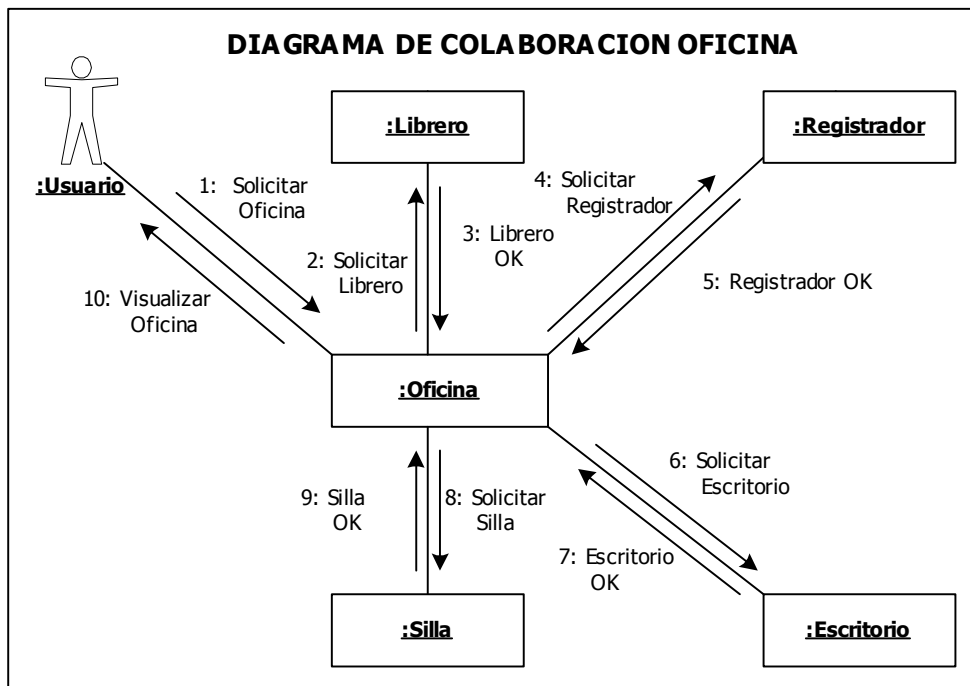 DIAGRAMA DE COLABORACION OFICINA
:Librero
:Registrador
:Usuario
1: Solicitar
Oficina
2: Solicitar
Librero
3: Librero
OK
4: Solicitar
Registrador
5: Registrador OK
10: Visualizar
Oficina
:Oficina
6: Solicitar
Escritorio
9: Silla
OK
8: Solicitar
Silla
7: Escritorio
OK
:Silla
:Escritorio